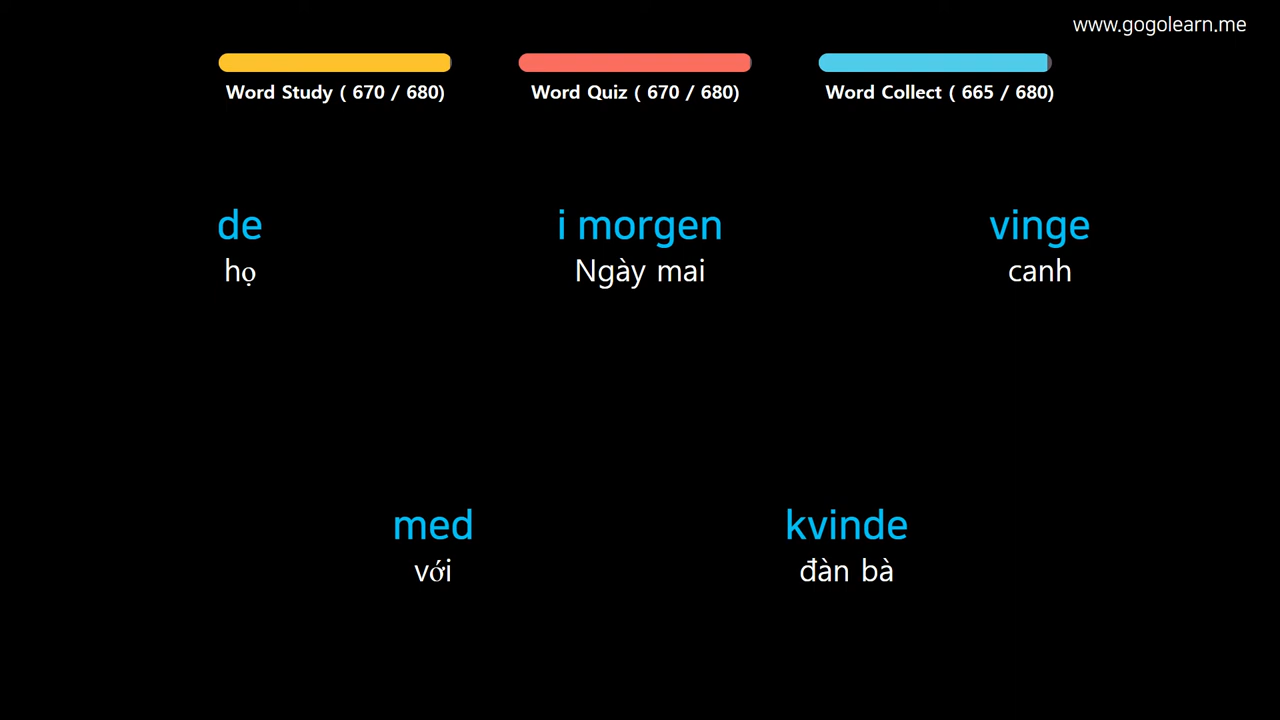 www.gogolearn.me
Word Study ( 670 / 680)
Word Quiz ( 670 / 680)
Word Collect ( 665 / 680)
de
họ
i morgen
Ngày mai
vinge
canh
med
với
kvinde
đàn bà